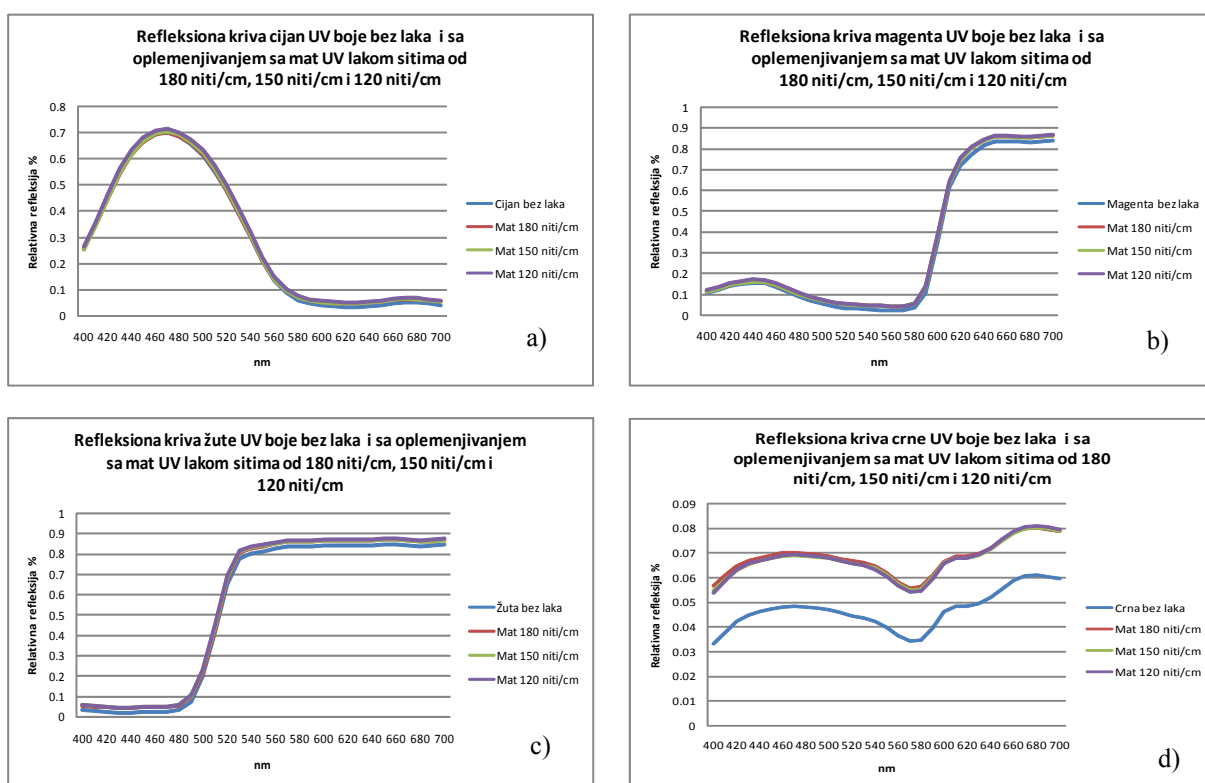 Refleksiona kriva cijan UV boje bez laka i sa
oplemenjivanjem sa mat UV lakom sitima od
180 niti/cm, 150 niti/cm i 120 niti/cm
Relativna refleksija %
0.8
0.7
0.6
0.5
0.4
0.3
0.2
0.1
0
400 420 440 460 480 500 520 540 560 580 600 620 640 660 680 700
nm
Cijan bez laka
Mat 180 niti/cm
Mat 150 niti/cm
Mat 120 niti/cm
a)
Refleksiona kriva magenta UV boje bez laka i sa
oplemenjivanjem sa mat UV lakom sitima od
180 niti/cm, 150 niti/cm i 120 niti/cm
Relativna refleksija %
1
0.9
0.8
0.7
0.6
0.5
0.4
0.3
0.2
0.1
0
400 420 440 460 480 500 520 540 560 580 600 620 640 660 680 700
nm
Magenta bez laka
Mat 180 niti/cm
Mat 150 niti/cm
Mat 120 niti/cm
b)
Refleksiona kriva žute UV boje bez laka i sa oplemenjivanjem
sa mat UV lakom sitima od 180 niti/cm, 150 niti/cm i
120 niti/cm
Relativna refleksija %
1
0.9
0.8
0.7
0.6
0.5
0.4
0.3
0.2
0.1
0
400 420 440 460 480 500 520 540 560 580 600 620 640 660 680 700
nm
Žuta bez laka
Mat 180 niti/cm
Mat 150 niti/cm
Mat 120 niti/cm
c)
Refleksiona kriva crne UV boje bez laka i sa
oplemenjivanjem sa mat UV lakom sitima od 180
niti/cm, 150 niti/cm i 120 niti/cm
Relativna refleksija %
0.09
0.08
0.07
0.06
0.05
0.04
0.03
0.02
0.01
0
400 420 440 460 480 500 520 540 560 580 600 620 640 660 680 700
nm
Crna bez laka
Mat 180 niti/cm
Mat 150 niti/cm
Mat 120 niti/cm
d)